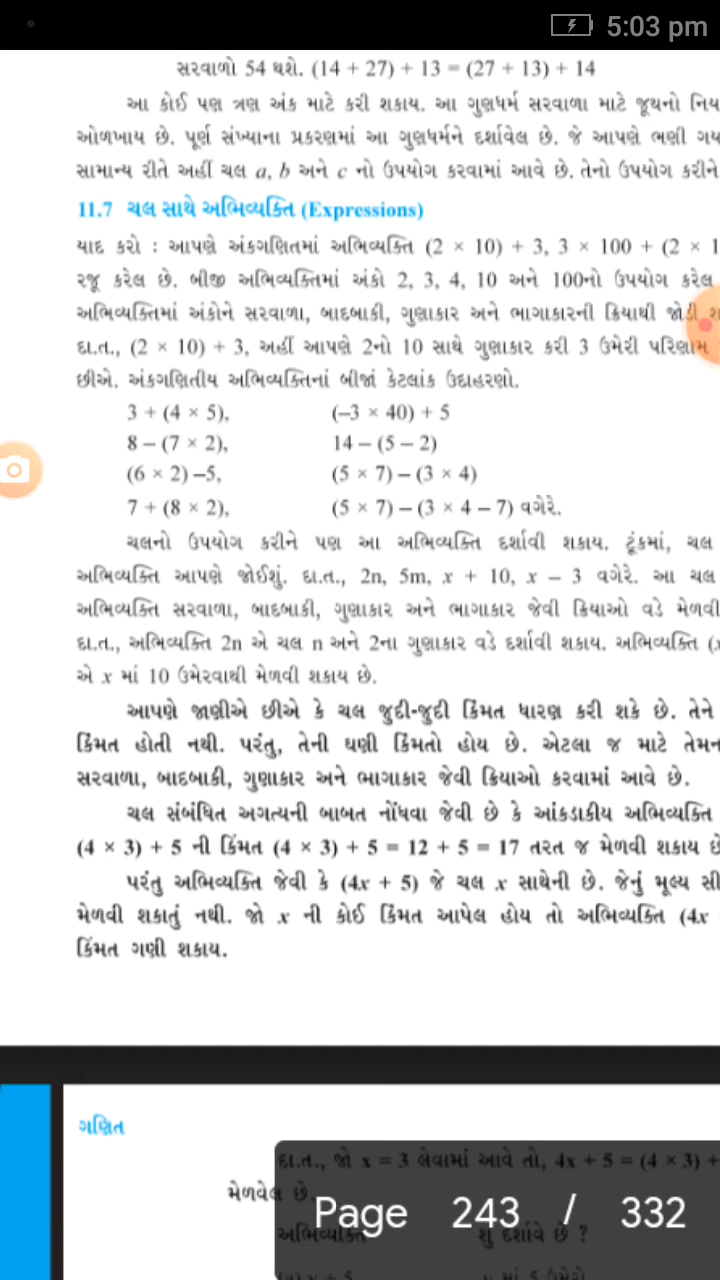 5:03 pm
સરવાળો 54 થશે. (14 + 27) + 13 = (27 + 13) + 14
આ કોઈ પણ ત્રણ અંક માટે કરી શકાય. આ ગુણધર્મ સરવાળા માટે જૂથનો નિય
ઓળખાય છે. પૂર્ણ સંખ્યાના પ્રકરણમાં આ ગુણધર્મને દર્શાવેલ છે. જે આપણે ભણી ગય
સામાન્ય રીતે અહીં ચલ a, b અને c નો ઉપયોગ કરવામાં આવે છે. તેનો ઉપયોગ કરીને
11.7 ચલ સાથે અભિવ્યક્તિ (Expressions)
યાદ કરો : આપણે અંકગણિતમાં અભિવ્યક્તિ (2 × 10) + 3, 3 × 100 + (2 × 1
રજૂ કરેલ છે. બીજી અભિવ્યક્તિમાં અંકો 2, 3, 4, 10 અને 100નો ઉપયોગ કરેલ
અભિવ્યક્તિમાં અંકોને સરવાળા, બાદબાકી, ગુણાકાર અને ભાગાકારની ક્રિયાથી જોડી
દા.ત., (2 × 10) + 3, અહીં આપણે 2નો 10 સાથે ગુણાકાર કરી 3 ઉમેરી પરિણામ
છીએ. અંકગણિતીય અભિવ્યક્તિનાં બીજાં કેટલાંક ઉદાહરણો.
3 + (4 × 5), (–3 × 40) + 5
8 – (7 × 2), 14 – (5 – 2)
(6 × 2) –5, (5 × 7) – (3 × 4)
7 + (8 × 2), (5 × 7) – (3 × 4 – 7) વગેરે.
ચલનો ઉપયોગ કરીને પણ આ અભિવ્યક્તિ દર્શાવી શકાય. ટૂંકમાં, ચલ
અભિવ્યક્તિ આપણે જોઈશું. દા.ત., 2n, 5m, x + 10, x – 3 વગેરે. આ ચલ
અભિવ્યક્તિ સરવાળા, બાદબાકી, ગુણાકાર અને ભાગાકાર જેવી ક્રિયાઓ વડે મેળવી
દા.ત., અભિવ્યક્તિ 2n એ ચલ n અને 2ના ગુણાકાર વડે દર્શાવી શકાય. અભિવ્યક્તિ (x
એ x માં 10 ઉમેરવાથી મેળવી શકાય છે.
આપણે જાણીએ છીએ કે ચલ જુદી-જુદી કિંમત ધારણ કરી શકે છે. તેને
કિંમત હોતી નથી. પરંતુ, તેની ઘણી કિંમતો હોય છે. એટલા જ માટે તેમન
સરવાળા, બાદબાકી, ગુણાકાર અને ભાગાકાર જેવી ક્રિયાઓ કરવામાં આવે છે.
ચલ સંબંધિત અગત્યની બાબત નોંધવા જેવી છે કે આંકડાકીય અભિવ્યક્તિ
(4 × 3) + 5 ની કિંમત (4 × 3) + 5 = 12 + 5 = 17 તરત જ મેળવી શકાય છે
પરંતુ અભિવ્યક્તિ જેવી કે (4x + 5) જે ચલ x સાથેની છે. જેનું મૂલ્ય સી
મેળવી શકાતું નથી. જો x ની કોઈ કિંમત આપેલ હોય તો અભિવ્યક્તિ (4x
કિંમત ગણી શકાય.
ગણિત
દા.ત., જો x = 3 લેવામાં આવે તો, 4x + 5 = (4 × 3) +
મેળવેલ છે.
Page 243 / 332
અભિવ્યક્તિ શું દર્શાવે છે ?